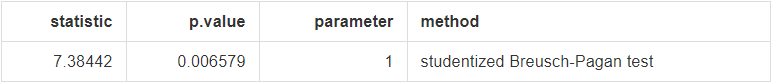 statistic p.value parameter method
7.38442 0.006579 1 studentized Breusch-Pagan test